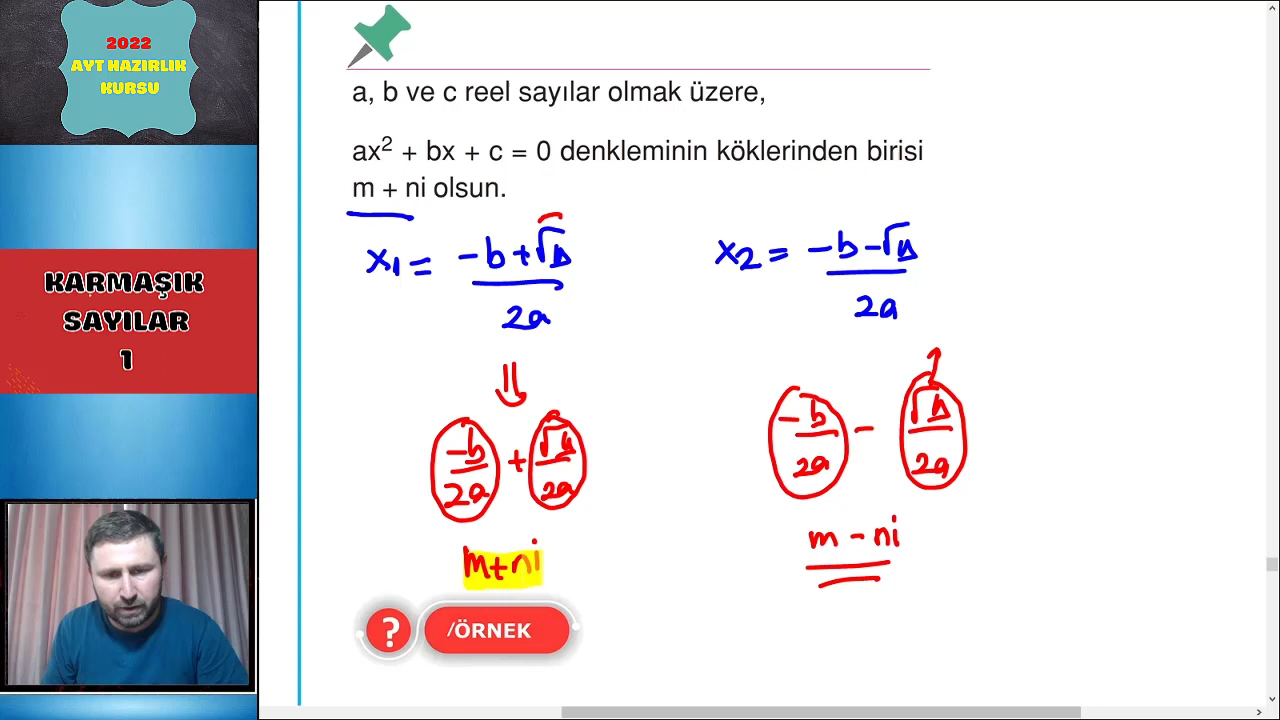 2022
AYT HAZIRLIK
KURSU
KARMAŞIK
SAYILAR
1
a, b ve c reel sayılar olmak üzere,
ax² + bx + c = 0 denkleminin köklerinden birisi
m + ni olsun.
x₁ = (-b + √Δ) / 2a
x₂ = (-b - √Δ) / 2a
⇓
-b/2a + √Δ/2a
-b/2a - √Δ/2a
m+ni
m - ni
? /ÖRNEK